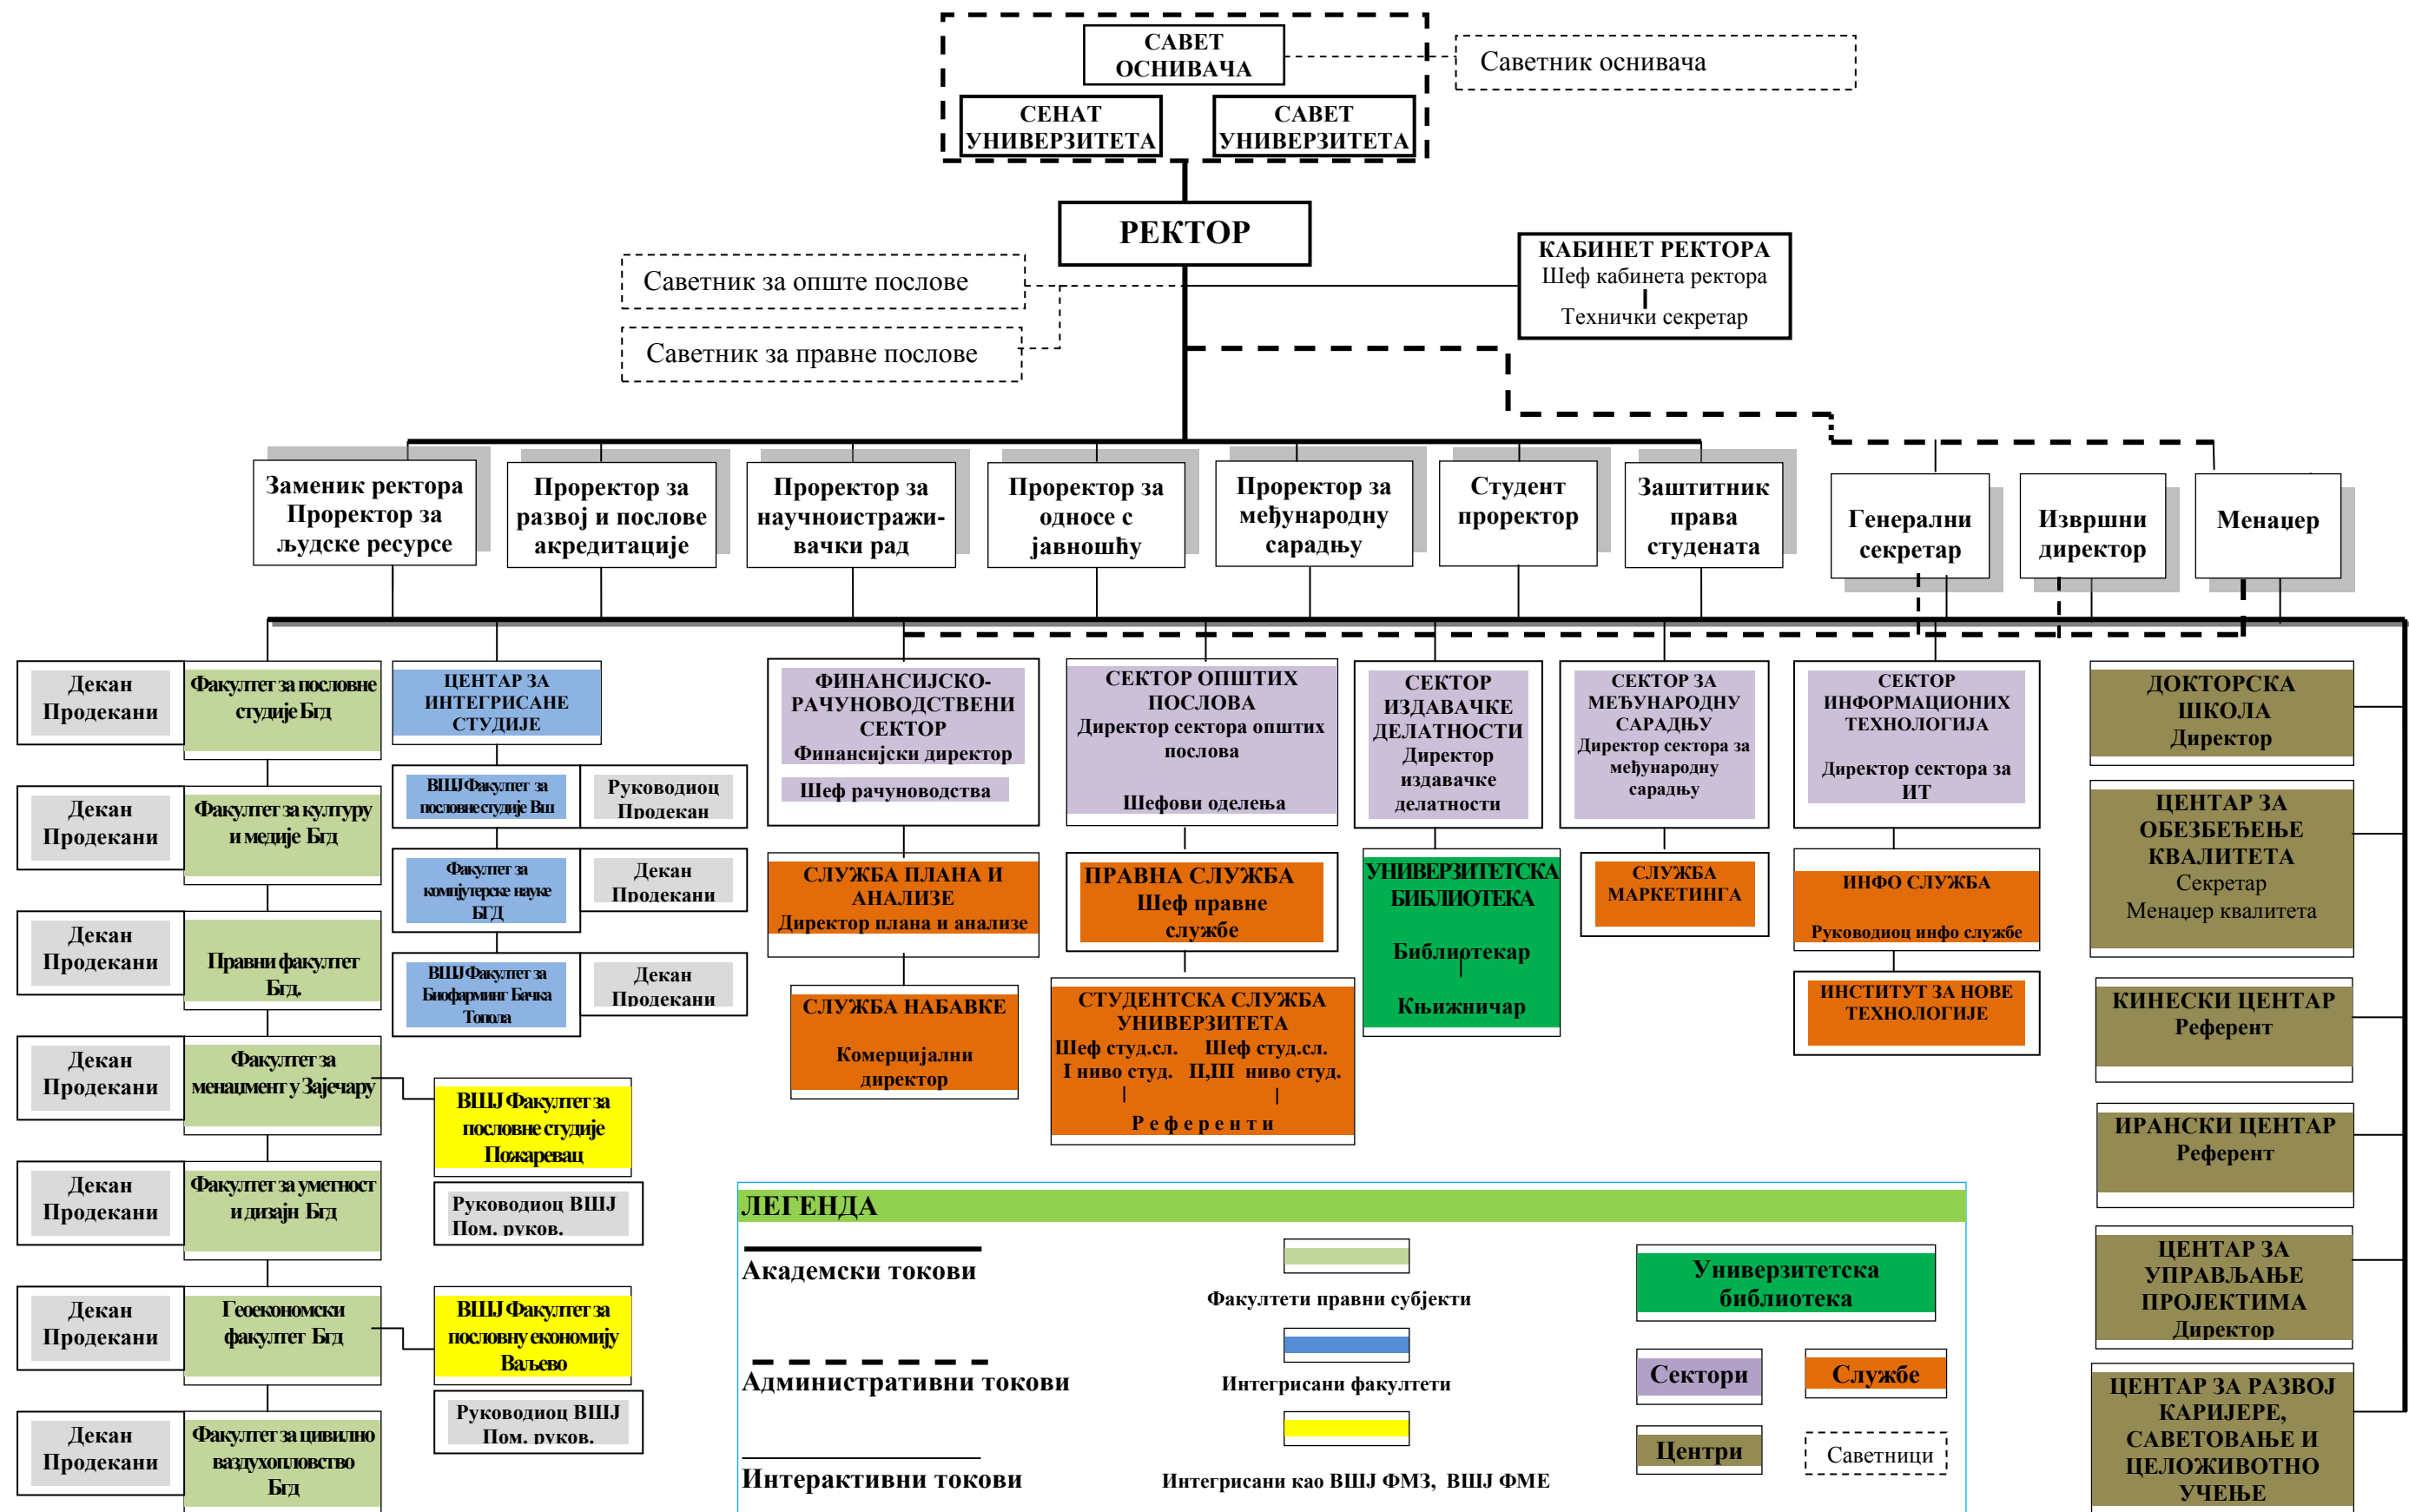 САВЕТ
ОСНИВАЧА
Саветник оснивача
СЕНАТ
УНИВЕРЗИТЕТА
САВЕТ
УНИВЕРЗИТЕТА
РЕКТОР
КАБИНЕТ РЕКТОРА
Шеф кабинета ректора
Технички секретар
Саветник за опште послове
Саветник за правне послове
Заменик ректора
Проректор за
људске ресурсе
Проректор за
развој и послове
акредитације
Проректор за
научноистражи-
вачки рад
Проректор за
односе с
јавношћу
Проректор за
међународну
сарадњу
Студент
проректор
Заштитник
права
студената
Генерални
секретар
Извршни
директор
Менаџер
Декан
Продекани
Факултет за пословне
студије Бгд
Декан
Продекани
Факултет за културу
и медије Бгд
Декан
Продекани
Правни факултет
Бгд.
Декан
Продекани
Факултет за
менаџмент у Зајечару
Декан
Продекани
Факултет за уметност
и дизајн Бгд
Декан
Продекани
Геоекономски
факултет Бгд
Декан
Продекани
Факултет за цивилно
ваздухопловство
Бгд
ЦЕНТАР ЗА
ИНТЕГРИСАНЕ
СТУДИЈЕ
ВШЈ Факултет за
пословне студије Вш
Руководиоц
Продекан
Факултет за
компјутерске науке
БГД
Декан
Продекани
ВШЈ Факултет за
Биофарминг Бачка
Топола
Декан
Продекани
ВШЈ Факултет за
пословне студије
Пожаревац
Руководиоц ВШЈ
Пом. руков.
ВШЈ Факултет за
пословну економију
Ваљево
Руководиоц ВШЈ
Пом. руков.
ФИНАНСИЈСКО-
РАЧУНОВОДСТВЕНИ
СЕКТОР
Финансијски директор
Шеф рачуноводства
СЛУЖБА ПЛАНА И
АНАЛИЗЕ
Директор плана и анализе
СЛУЖБА НАБАВКЕ
Комерцијални
директор
СЕКТОР ОПШТИХ
ПОСЛОВА
Директор сектора општих
послова
Шефови оделења
ПРАВНА СЛУЖБА
Шеф правне
службе
СТУДЕНТСКА СЛУЖБА
УНИВЕРЗИТЕТА
Шеф студ.сл. Шеф студ.сл.
I ниво студ. II,III ниво студ.
Р е ф е р е н т и
СЕКТОР
ИЗДАВАЧКЕ
ДЕЛАТНОСТИ
Директор
издавачке
делатности
УНИВЕРЗИТЕТСКА
БИБЛИОТЕКА
Библиотекар
Књижничар
СЕКТОР ЗА
МЕЂУНАРОДНУ
САРАДЊУ
Директор сектора за
међународну
сарадњу
СЛУЖБА
МАРКЕТИНГА
СЕКТОР
ИНФОРМАЦИОНИХ
ТЕХНОЛОГИЈА
Директор сектора за
ИТ
ИНФО СЛУЖБА
Руководиоц инфо службе
ИНСТИТУТ ЗА НОВЕ
ТЕХНОЛОГИЈЕ
ДОКТОРСКА
ШКОЛА
Директор
ЦЕНТАР ЗА
ОБЕЗБЕЂЕЊЕ
КВАЛИТЕТА
Секретар
Менаџер квалитета
КИНЕСКИ ЦЕНТАР
Референт
ИРАНСКИ ЦЕНТАР
Референт
ЦЕНТАР ЗА
УПРАВЉАЊЕ
ПРОЈЕКТИМА
Директор
ЦЕНТАР ЗА РАЗВОЈ
КАРИЈЕРЕ,
САВЕТОВАЊЕ И
ЦЕЛОЖИВОТНО
УЧЕЊЕ
ЛЕГЕНДА
Академски токови
Административни токови
Интерактивни токови
Факултети правни субјекти
Интегрисани факултети
Интегрисани као ВШЈ ФМЗ, ВШЈ ФМЕ
Универзитетска
библиотека
Сектори
Службе
Центри
Саветници